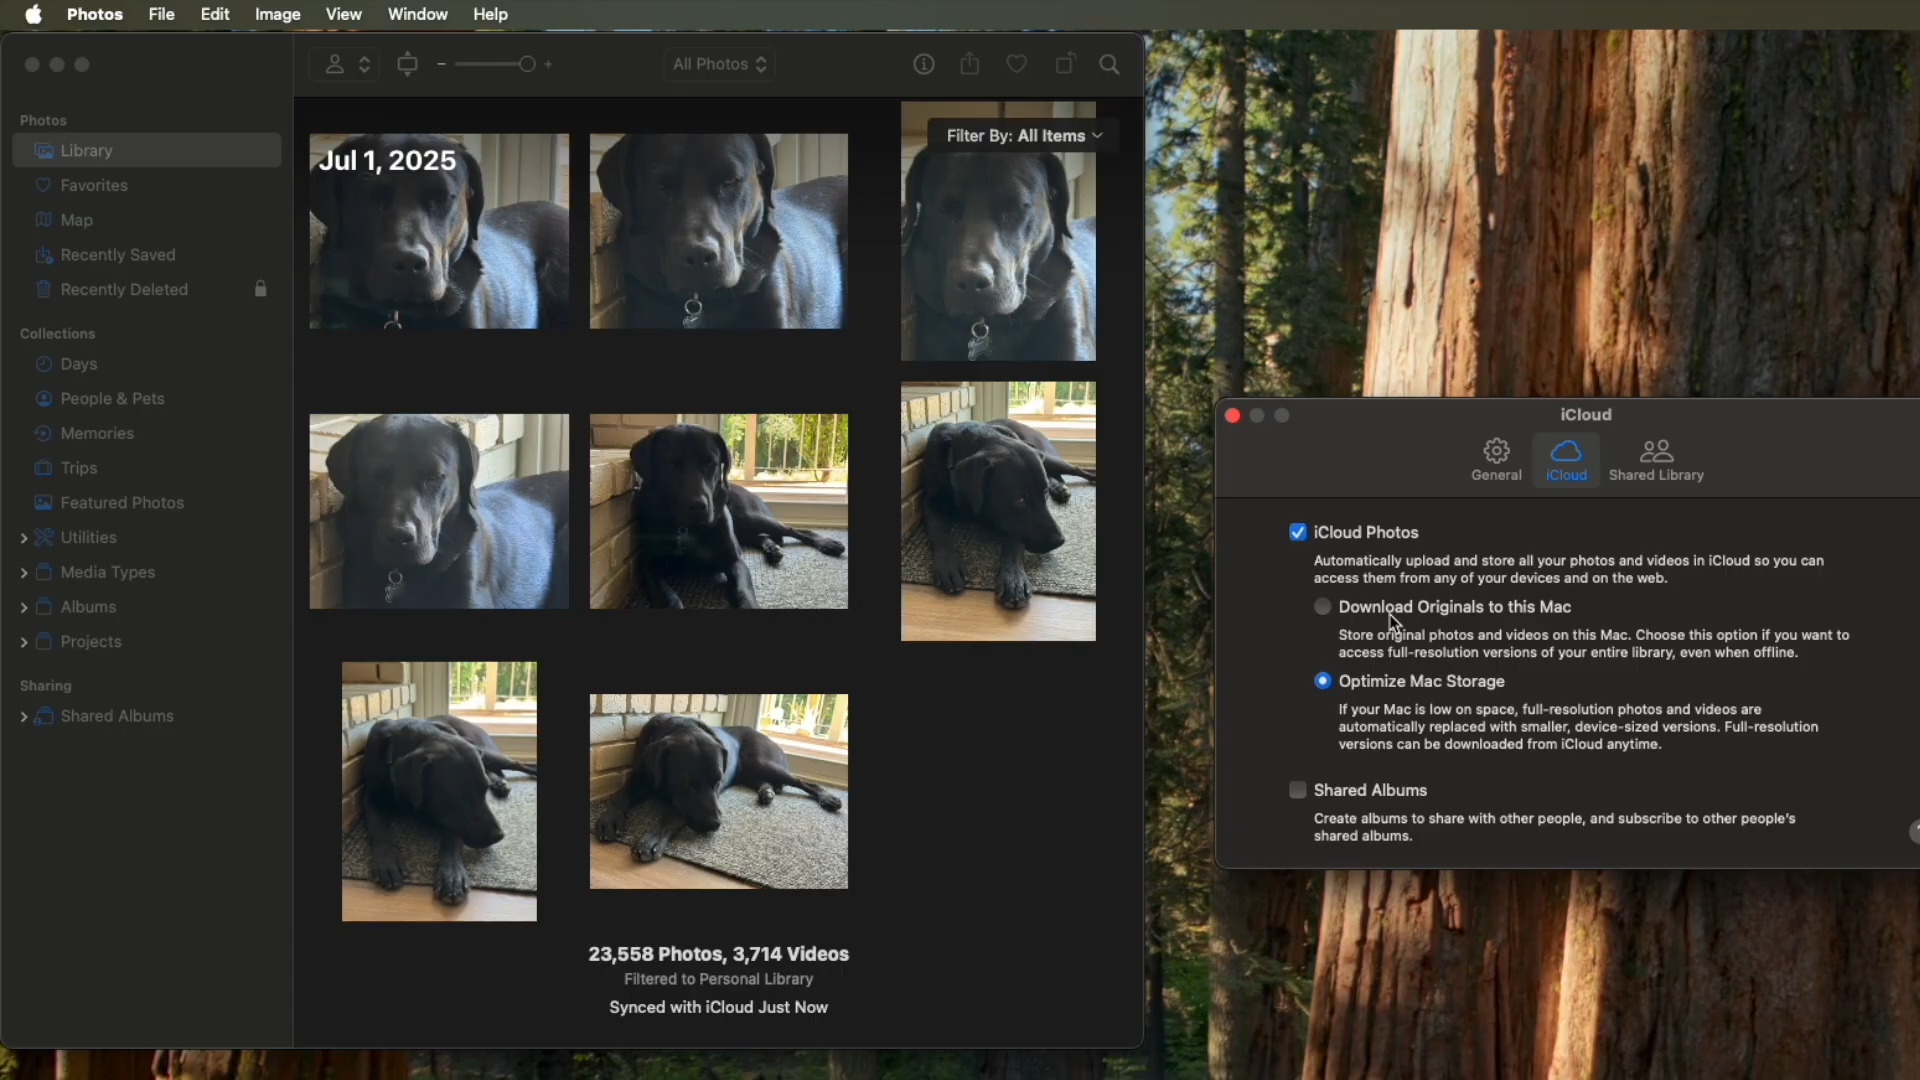 Photos File Edit Image View Window Help
All Photos
Photos
Library
Favorites
Map
Recently Saved
Recently Deleted
Collections
Days
People & Pets
Memories
Trips
Featured Photos
Utilities
Media Types
Albums
Projects
Sharing
Shared Albums
Jul 1, 2025
Filter By: All Items
23,558 Photos, 3,714 Videos
Filtered to Personal Library
Synced with iCloud Just Now
iCloud
General iCloud Shared Library
iCloud Photos
Automatically upload and store all your photos and videos in iCloud so you can
access them from any of your devices and on the web.
Download Originals to this Mac
Store original photos and videos on this Mac. Choose this option if you want to
access full-resolution versions of your entire library, even when offline.
Optimize Mac Storage
If your Mac is low on space, full-resolution photos and videos are
automatically replaced with smaller, device-sized versions. Full-resolution
versions can be downloaded from iCloud anytime.
Shared Albums
Create albums to share with other people, and subscribe to other people's
shared albums.